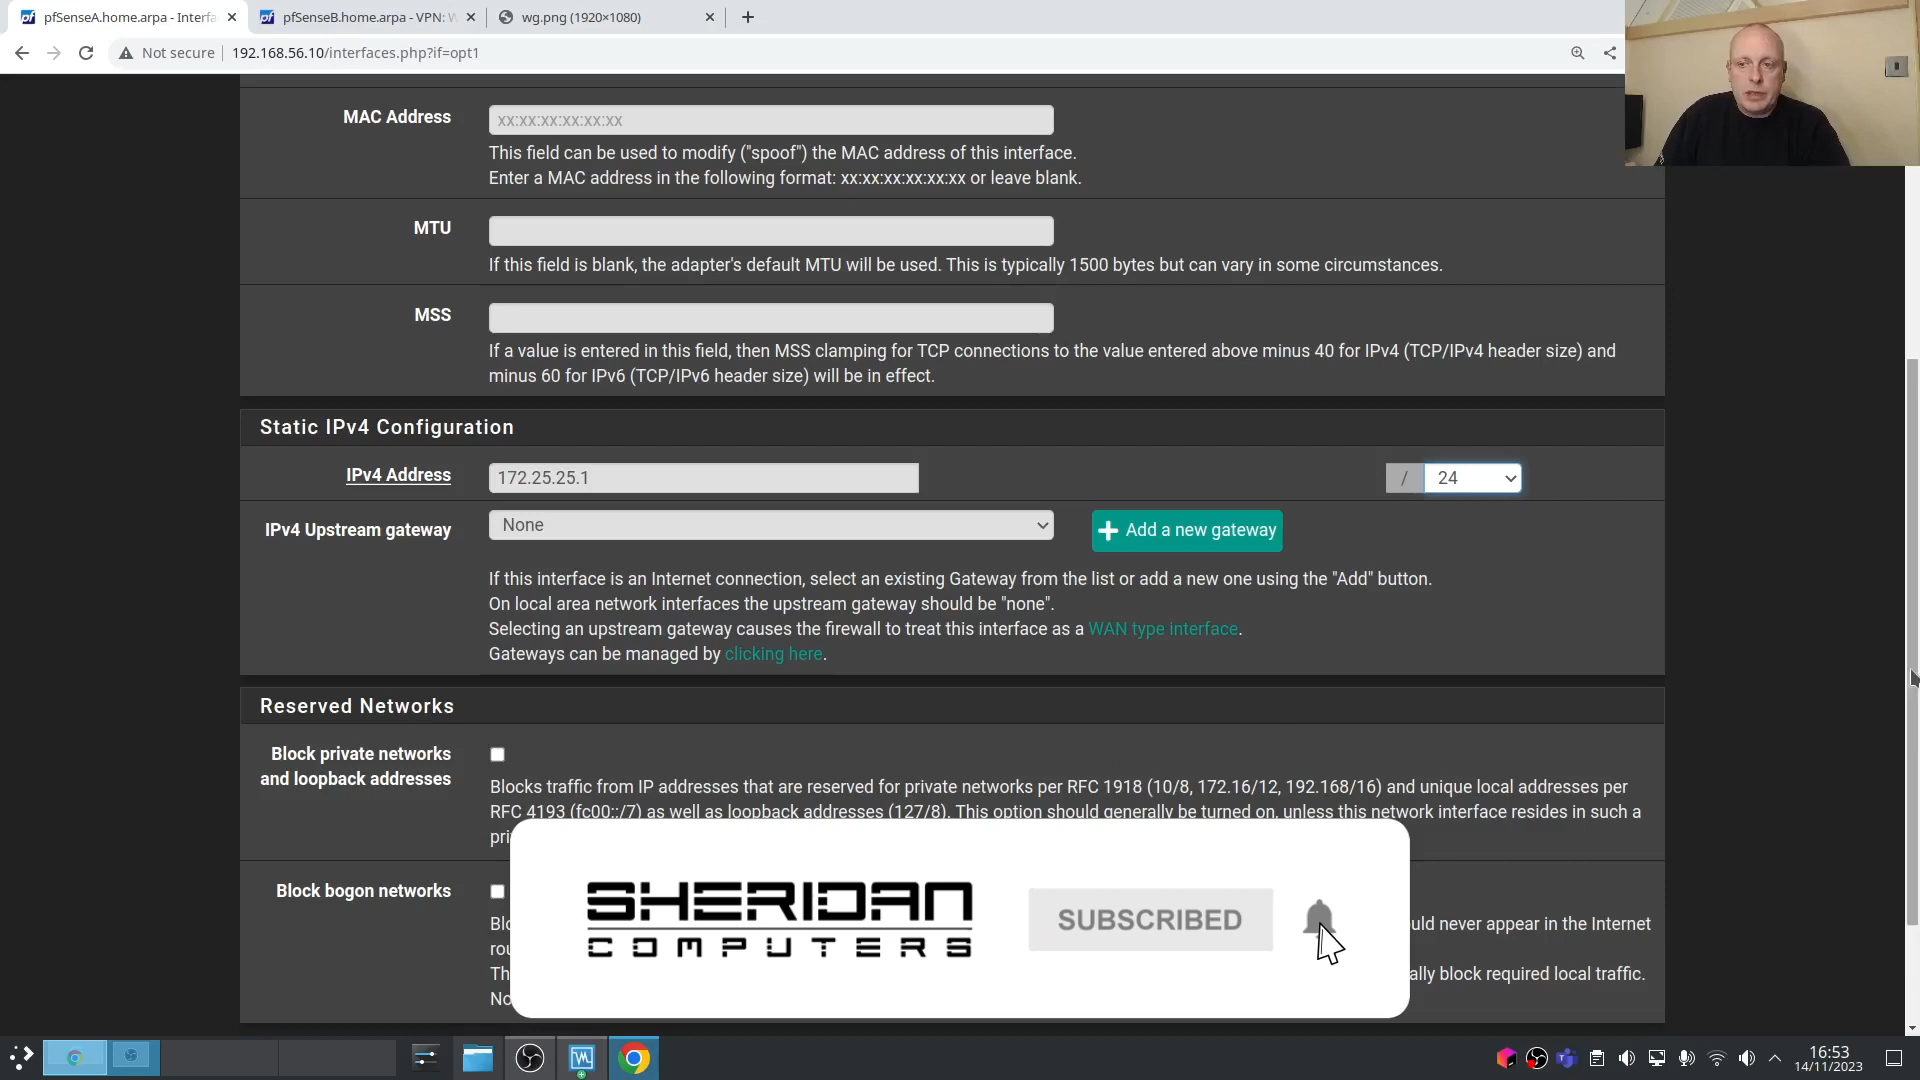 pfSenseA.home.arpa - Interfa
pfSenseB.home.arpa - VPN: W
wg.png (1920×1080)
Not secure
192.168.56.10/interfaces.php?if=opt1
MAC Address
xx:xx:xx:xx:xx:xx
This field can be used to modify ("spoof") the MAC address of this interface.
Enter a MAC address in the following format: xx:xx:xx:xx:xx:xx or leave blank.
MTU
If this field is blank, the adapter's default MTU will be used. This is typically 1500 bytes but can vary in some circumstances.
MSS
If a value is entered in this field, then MSS clamping for TCP connections to the value entered above minus 40 for IPv4 (TCP/IPv4 header size) and
minus 60 for IPv6 (TCP/IPv6 header size) will be in effect.
Static IPv4 Configuration
IPv4 Address
172.25.25.1
/ 24
IPv4 Upstream gateway
None
Add a new gateway
If this interface is an Internet connection, select an existing Gateway from the list or add a new one using the "Add" button.
On local area network interfaces the upstream gateway should be "none".
Selecting an upstream gateway causes the firewall to treat this interface as a WAN type interface.
Gateways can be managed by clicking here.
Reserved Networks
Block private networks
and loopback addresses
Blocks traffic from IP addresses that are reserved for private networks per RFC 1918 (10/8, 172.16/12, 192.168/16) and unique local addresses per
RFC 4193 (fc00::/7) as well as loopback addresses (127/8). This option should generally be turned on, unless this network interface resides in such a
pri
Block bogon networks
Blo
uld never appear in the Internet
rou
Th
ally block required local traffic.
No
SHERIDAN
COMPUTERS
SUBSCRIBED
16:53
14/11/2023